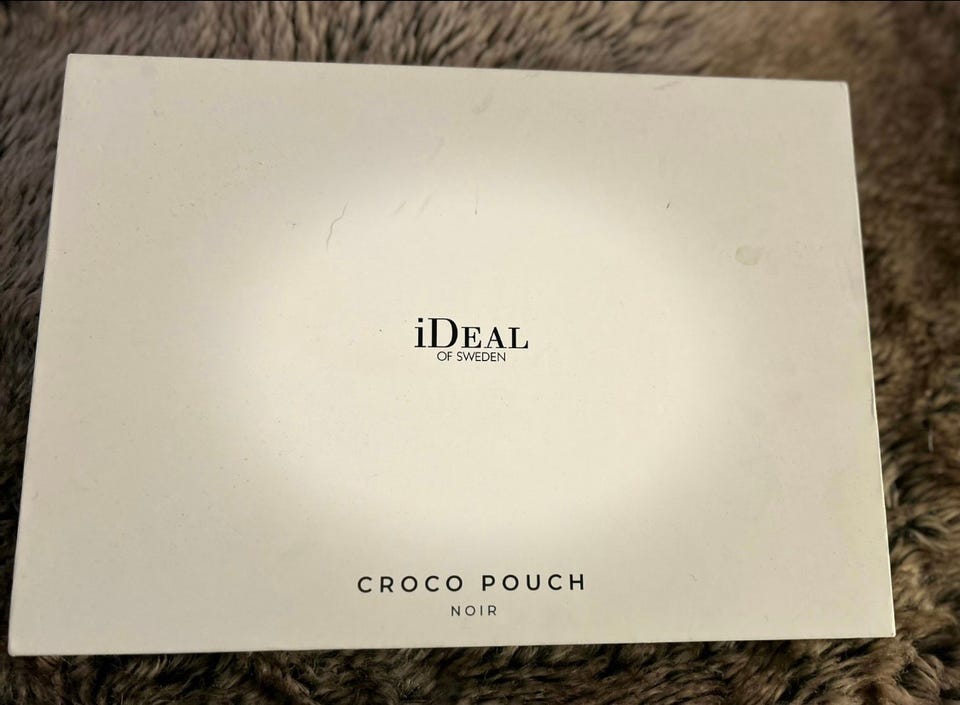 iDEAL
OF SWEDEN
CROCO POUCH
NOIR